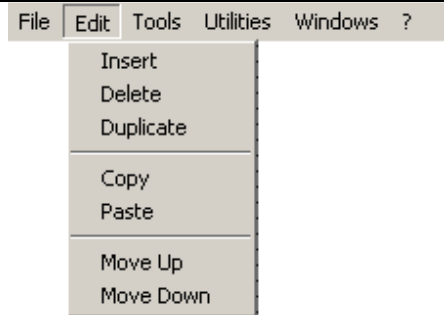 File Edit Tools Utilities Windows ?
Insert
Delete
Duplicate
Copy
Paste
Move Up
Move Down